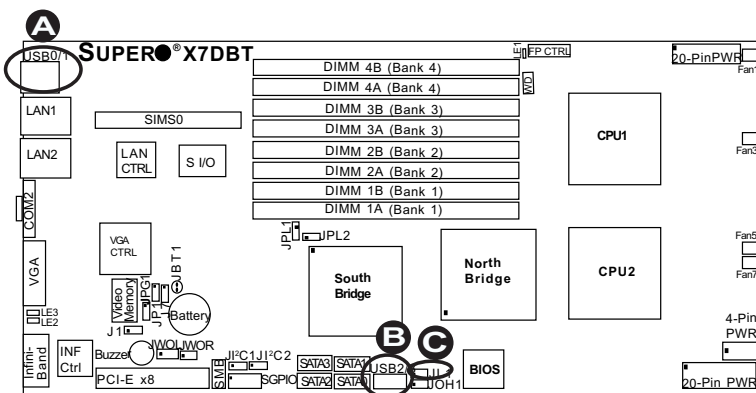 A
USB0/1
SUPER® X7DBT
LE1
FP CTRL
20-PinPWR
Fan1
DIMM 4B (Bank 4)
DIMM 4A (Bank 4)
WD
LAN1
SIMS0
DIMM 3B (Bank 3)
DIMM 3A (Bank 3)
CPU1
Fan3
LAN2
LAN CTRL
S I/O
DIMM 2B (Bank 2)
DIMM 2A (Bank 2)
DIMM 1B (Bank 1)
DIMM 1A (Bank 1)
COM2
JPL1
JPL2
VGA CTRL
VGA
JBT1
Video Memory
JPG1
JP1
Battery
South Bridge
North Bridge
CPU2
Fan5
Fan7
LE3
LE2
J1
4-Pin PWR
Infini-Band
INF Ctrl
Buzzer
JWOL
JWOR
B
C
JI²C1
JI²C2
SMB
SGPIO
SATA3
SATA1
SATA2
SATA0
USB2
JOH1
BIOS
PCI-E x8
20-Pin PWR